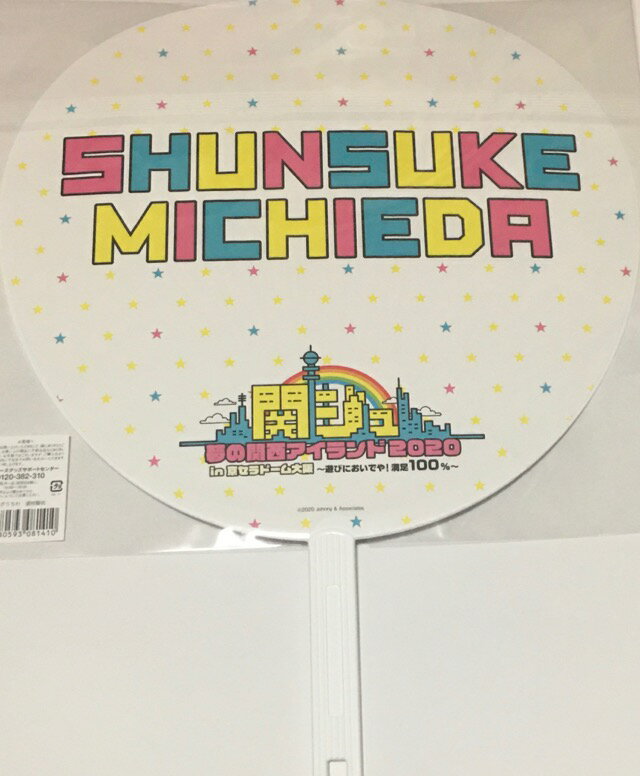 SHUNSUKE
MICHIEDA
関ジュ
夢の関西アイランド2020
in 京セラドーム大阪 ~遊びにおいでや!満足100%~
©2020 Johnny & Associates
0120-382-310
80593 081410